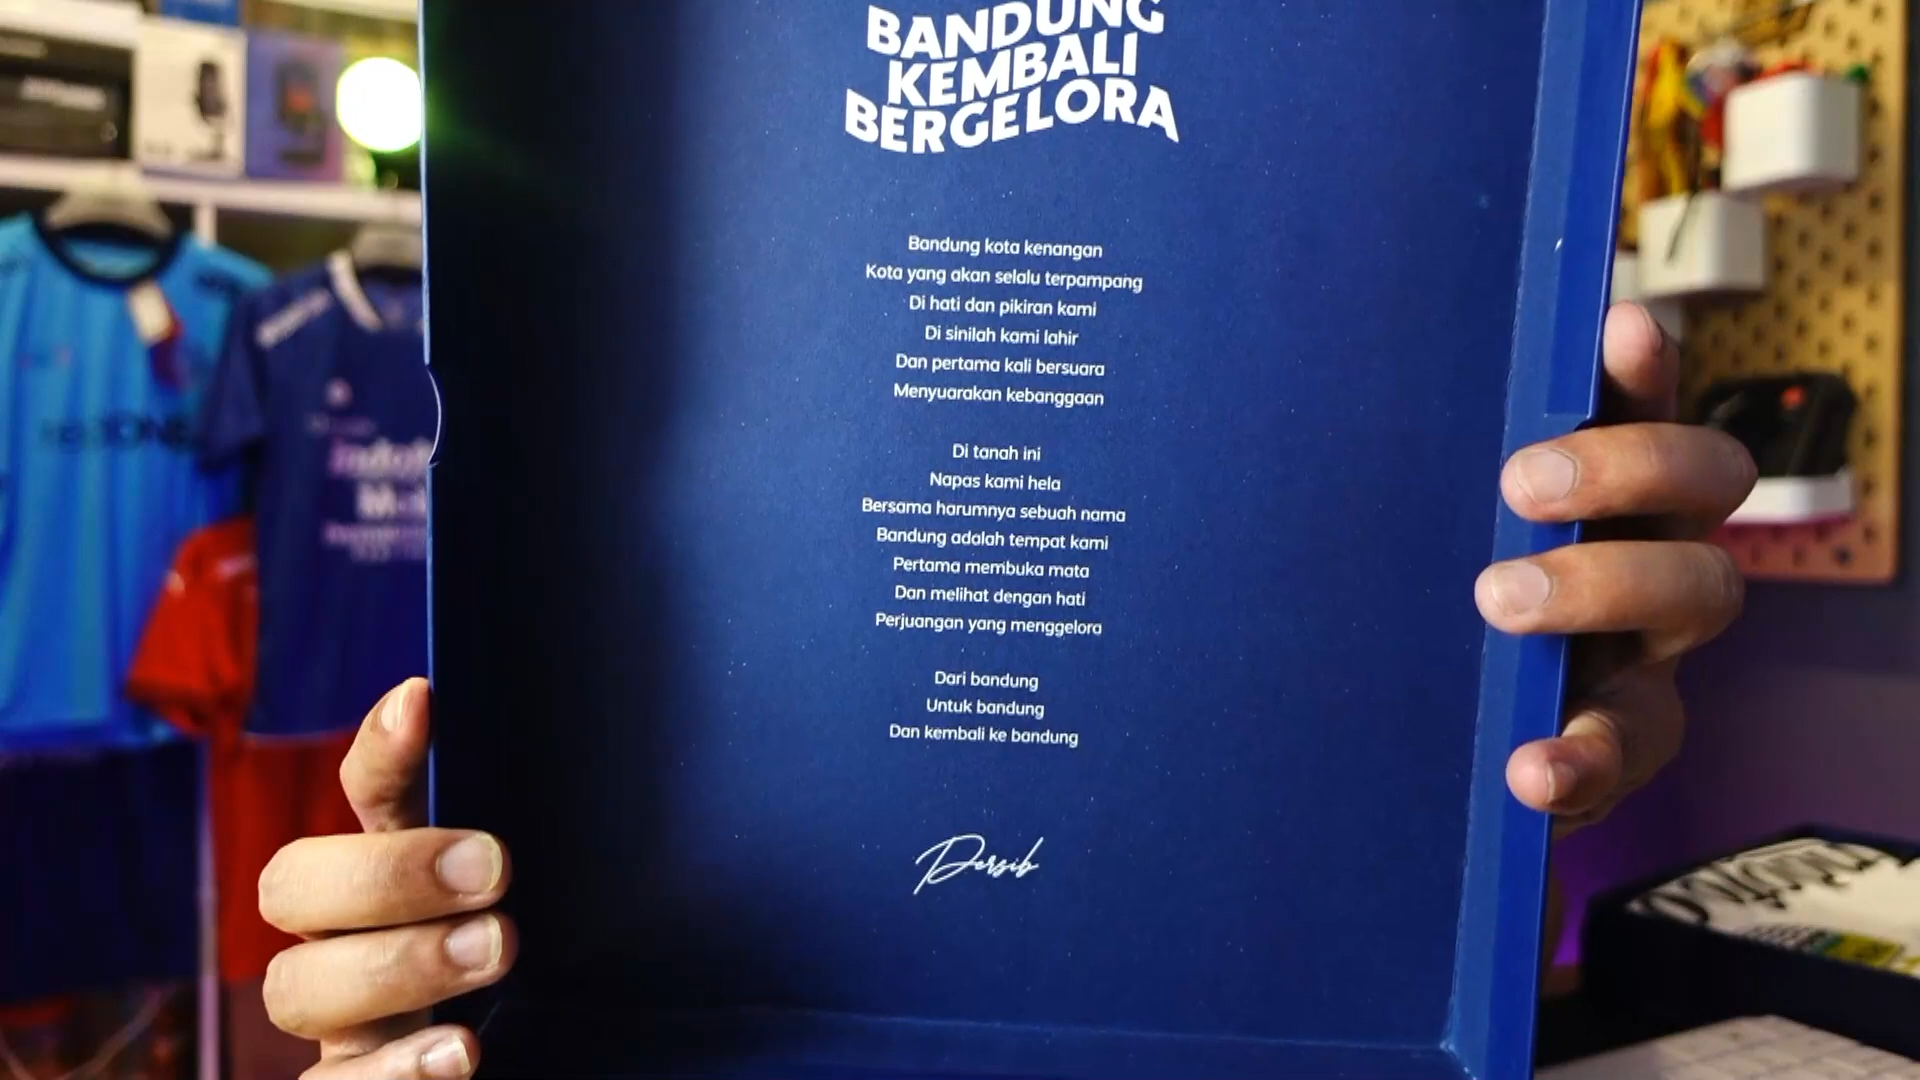 BANDUNG
KEMBALI
BERGELORA
Bandung kota kenangan
Kota yang akan selalu terpampang
Di hati dan pikiran kami
Di sinilah kami lahir
Dan pertama kali bersuara
Menyuarakan kebanggaan
Di tanah ini
Napas kami hela
Bersama harumnya sebuah nama
Bandung adalah tempat kami
Pertama membuka mata
Dan melihat dengan hati
Perjuangan yang menggelora
Dari bandung
Untuk bandung
Dan kembali ke bandung
Persib